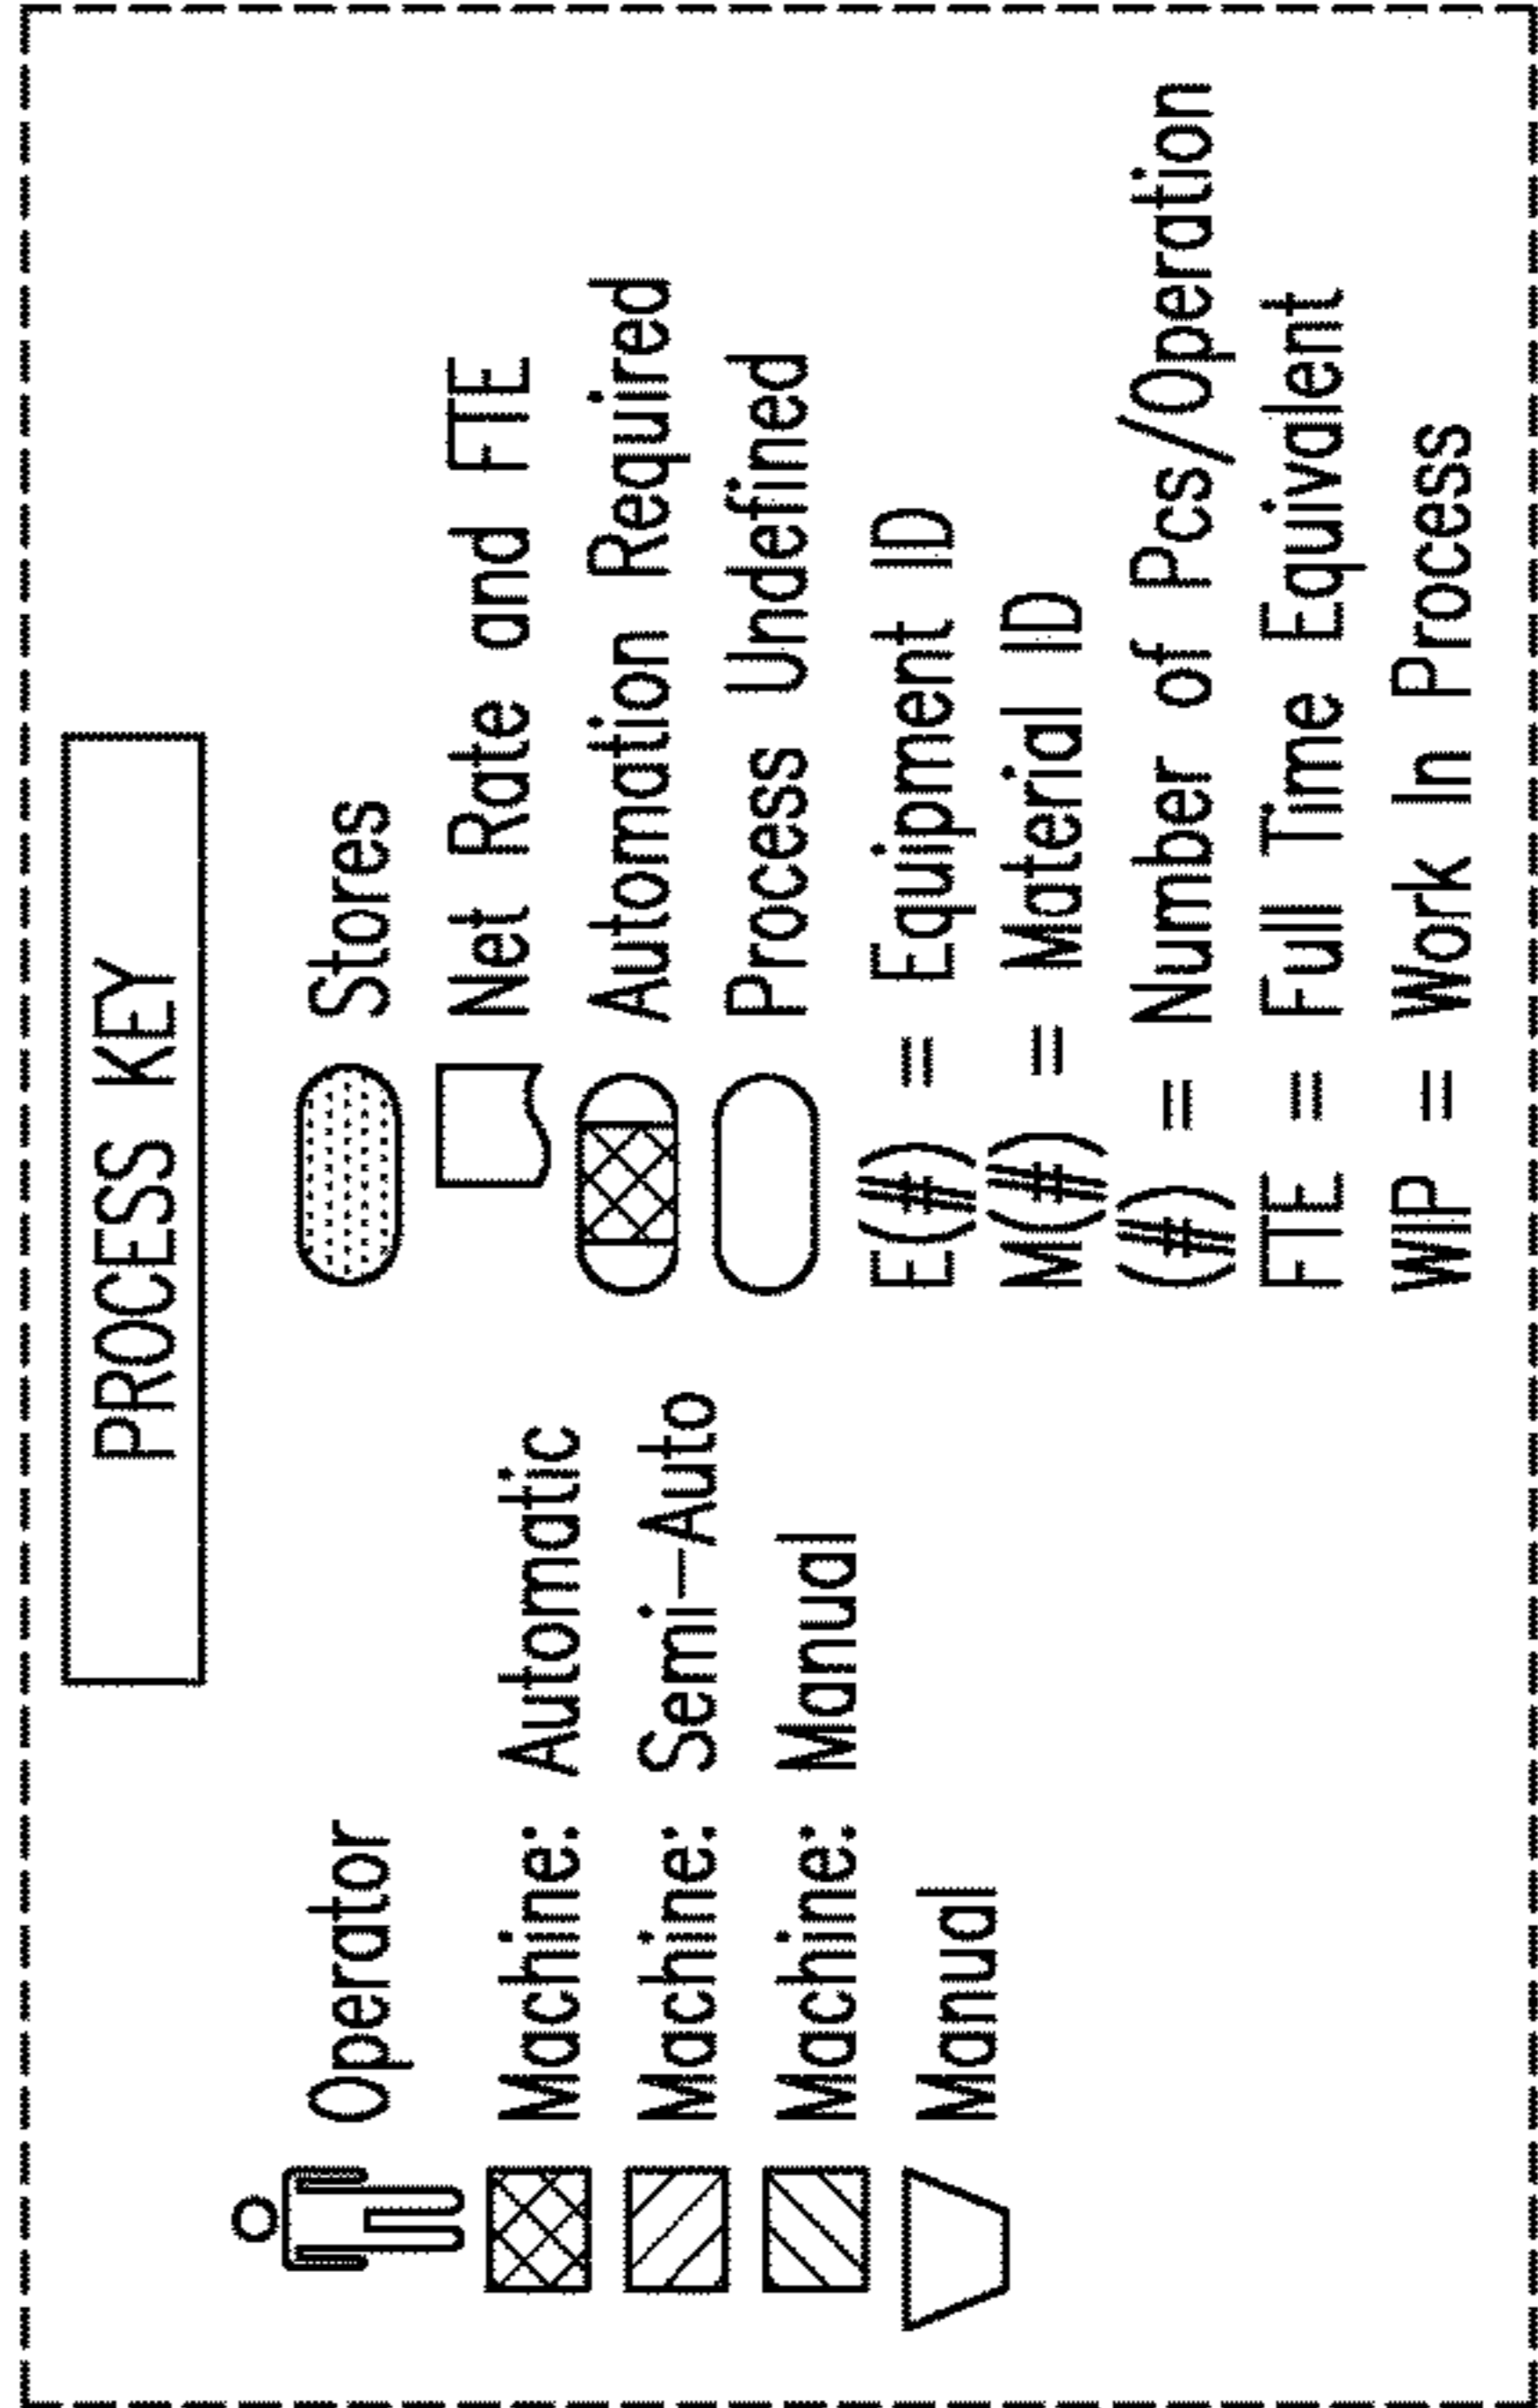 PROCESS KEY
Operator
Machine: Automatic
Machine: Semi-Auto
Machine: Manual
Manual
Stores
Net Rate and FTE
Automation Required
Process Undefined
E(#) = Equipment ID
M(#) = Material ID
(#) = Number of Pcs/Operation
FTE = Full Time Equivalent
WIP = Work In Process